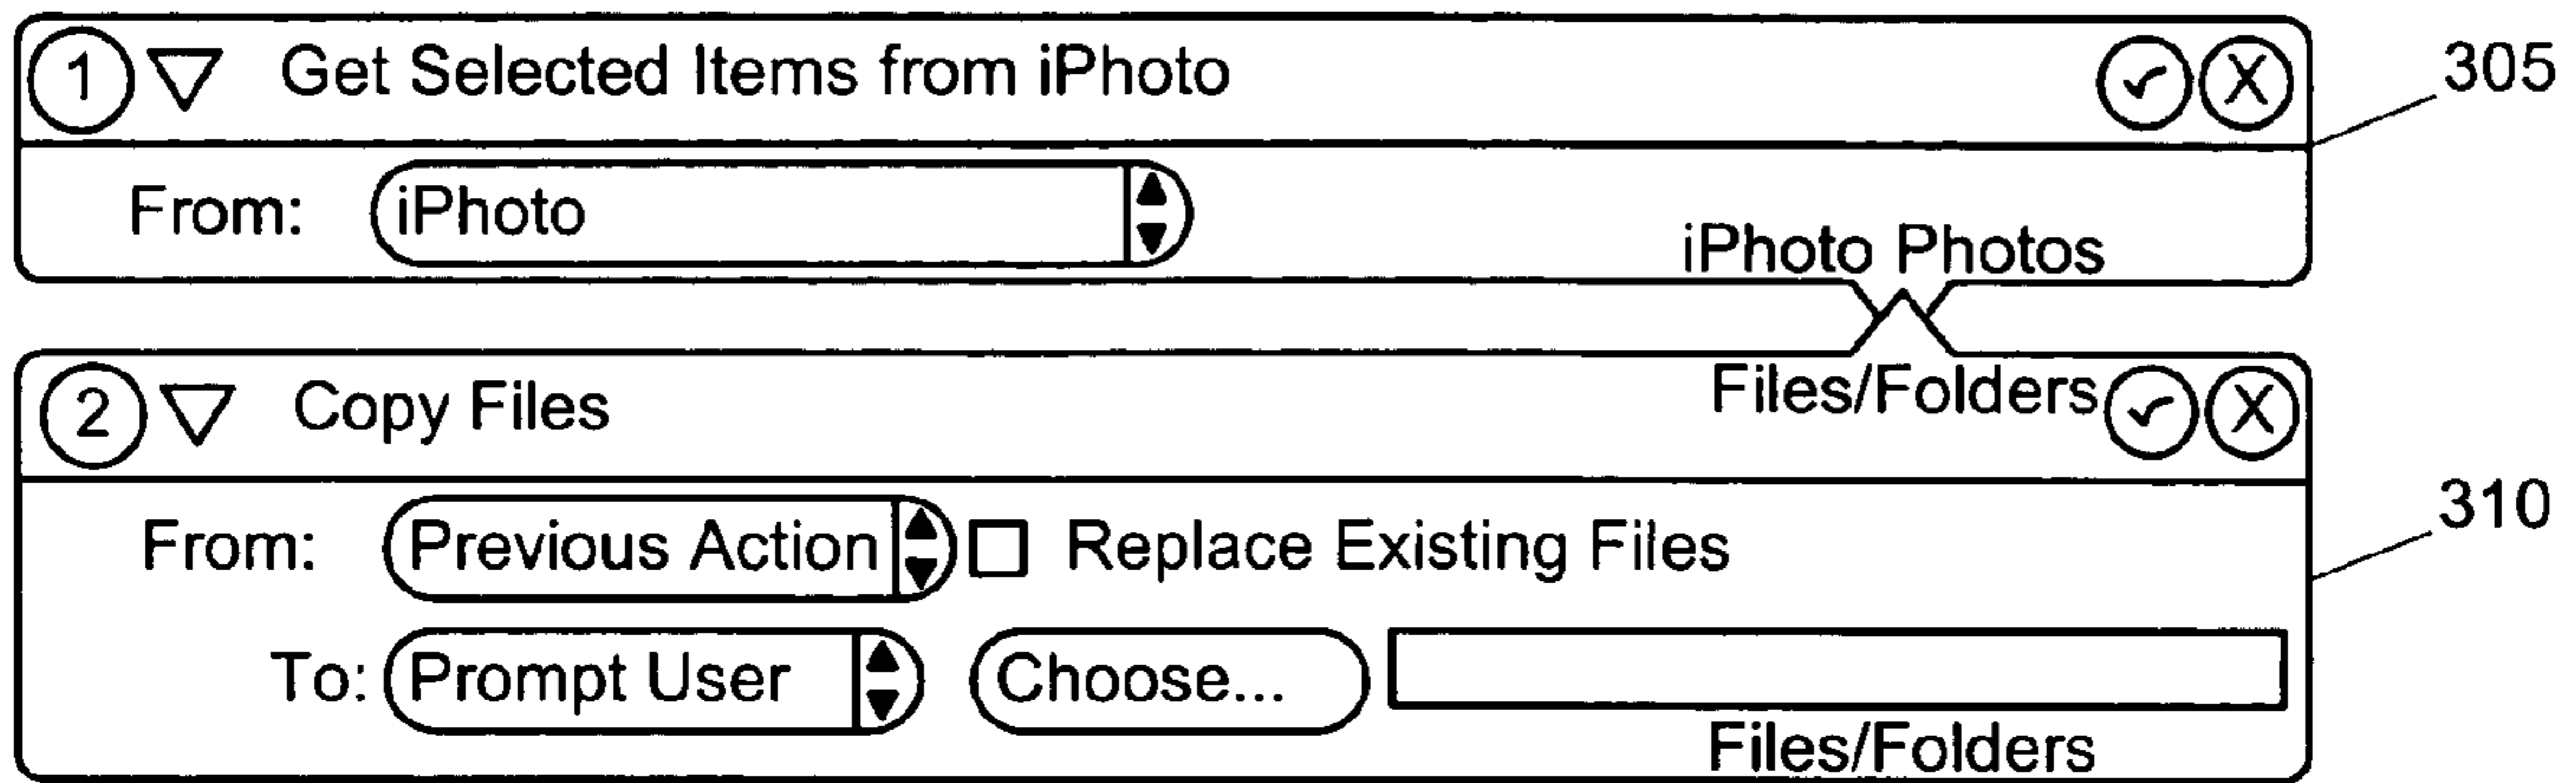 1 Get Selected Items from iPhoto X
305
From: iPhoto
iPhoto Photos
Files/Folders
2 Copy Files X
310
From: Previous Action Replace Existing Files
To: Prompt User Choose...
Files/Folders